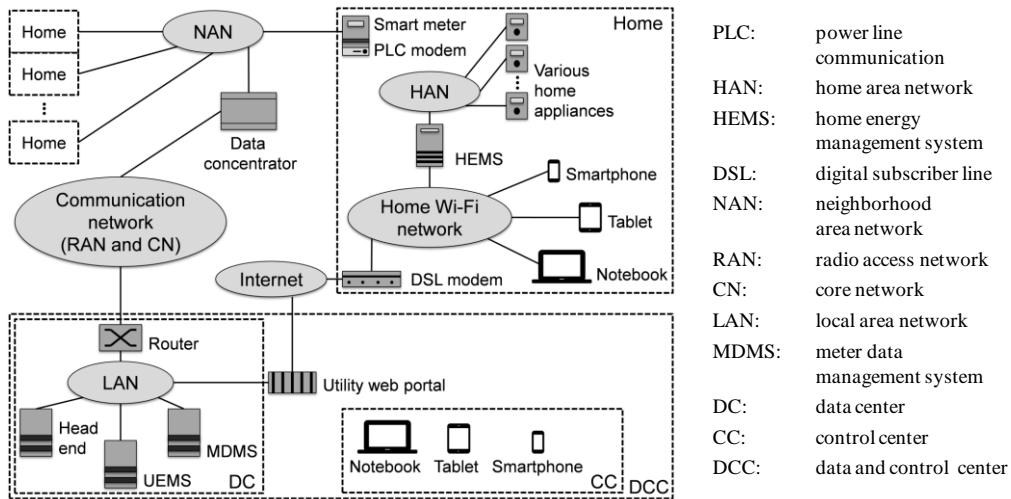 Home
Home
Home
NAN
Smart meter
PLC modem
Home
HAN
Various
home
appliances
Data
concentrator
HEMS
Communication
network
(RAN and CN)
Home Wi-Fi
network
Smartphone
Tablet
Notebook
Internet
DSL modem
Router
LAN
Utility web portal
Head
end
UEMS
MDMS
DC
Notebook
Tablet
Smartphone
CC
DCC
PLC: power line
communication
HAN: home area network
HEMS: home energy
management system
DSL: digital subscriber line
NAN: neighborhood
area network
RAN: radio access network
CN: core network
LAN: local area network
MDMS: meter data
management system
DC: data center
CC: control center
DCC: data and control center